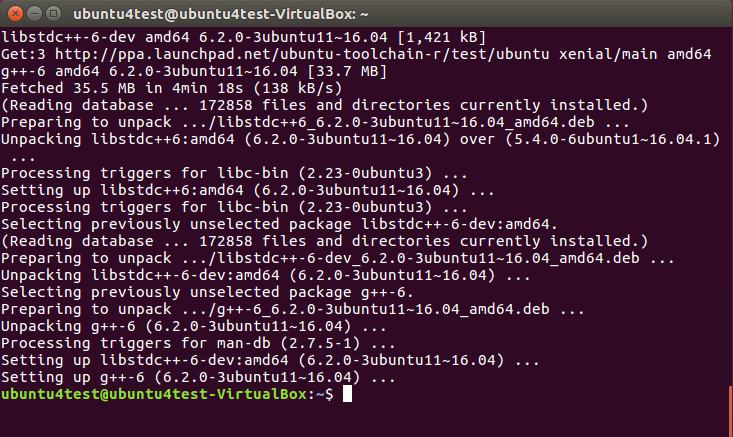 ubuntu4test@ubuntu4test-VirtualBox: ~
libstdc++-6-dev amd64 6.2.0-3ubuntu11~16.04 [1,421 kB]
Get:3 http://ppa.launchpad.net/ubuntu-toolchain-r/test/ubuntu xenial/main amd64
g++-6 amd64 6.2.0-3ubuntu11~16.04 [33.7 MB]
Fetched 35.5 MB in 4min 18s (138 kB/s)
(Reading database ... 172858 files and directories currently installed.)
Preparing to unpack .../libstdc++6_6.2.0-3ubuntu11~16.04_amd64.deb ...
Unpacking libstdc++6:amd64 (6.2.0-3ubuntu11~16.04) over (5.4.0-6ubuntu1~16.04.1)
 ...
Processing triggers for libc-bin (2.23-0ubuntu3) ...
Setting up libstdc++6:amd64 (6.2.0-3ubuntu11~16.04) ...
Processing triggers for libc-bin (2.23-0ubuntu3) ...
Selecting previously unselected package libstdc++-6-dev:amd64.
(Reading database ... 172858 files and directories currently installed.)
Preparing to unpack .../libstdc++-6-dev_6.2.0-3ubuntu11~16.04_amd64.deb ...
Unpacking libstdc++-6-dev:amd64 (6.2.0-3ubuntu11~16.04) ...
Selecting previously unselected package g++-6.
Preparing to unpack .../g++-6_6.2.0-3ubuntu11~16.04_amd64.deb ...
Unpacking g++-6 (6.2.0-3ubuntu11~16.04) ...
Processing triggers for man-db (2.7.5-1) ...
Setting up libstdc++-6-dev:amd64 (6.2.0-3ubuntu11~16.04) ...
Setting up g++-6 (6.2.0-3ubuntu11~16.04) ...
ubuntu4test@ubuntu4test-VirtualBox:~$